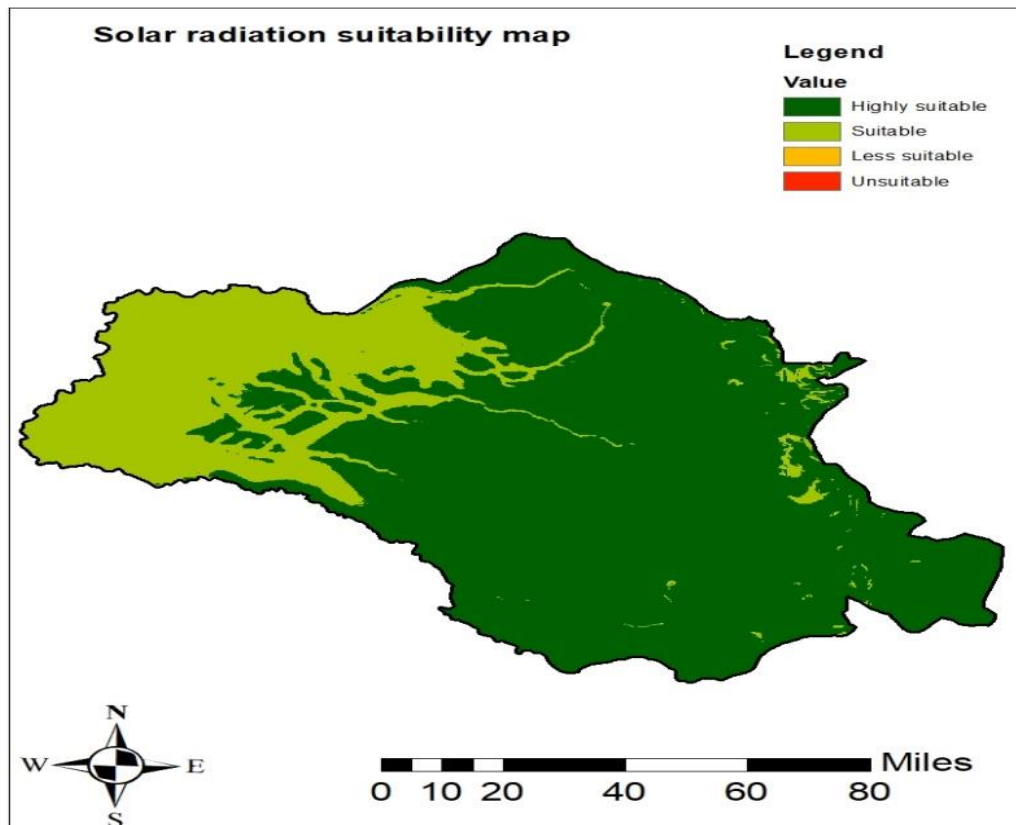 Solar radiation suitability map
Legend
Value
Highly suitable
Suitable
Less suitable
Unsuitable
N
W E
S
Miles
0 10 20 40 60 80